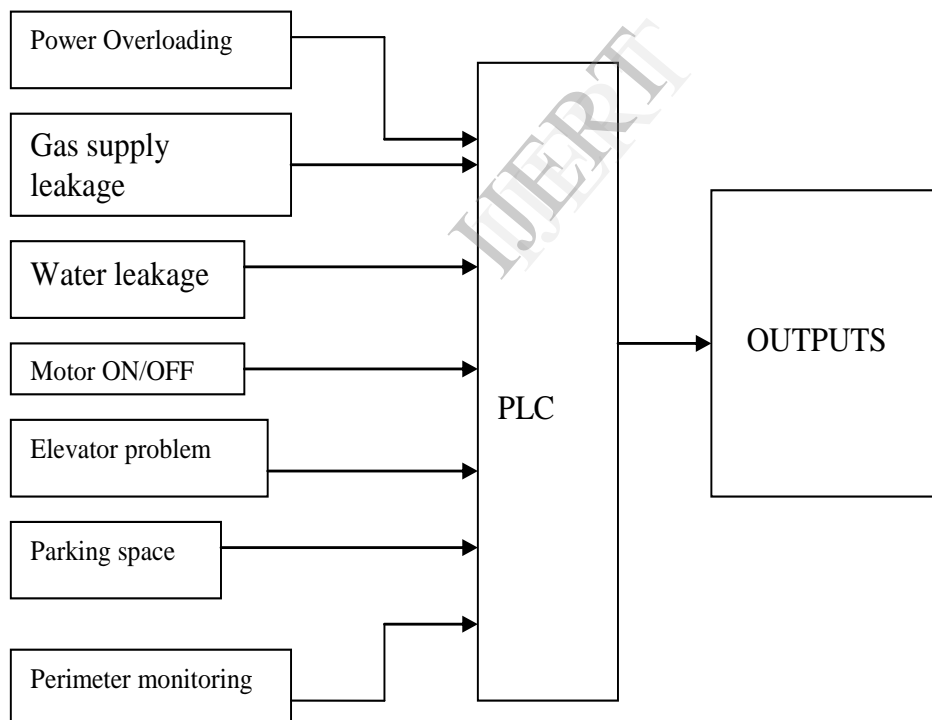 Power Overloading
Gas supply
leakage
Water leakage
Motor ON/OFF
Elevator problem
Parking space
Perimeter monitoring
PLC
OUTPUTS
IJERT